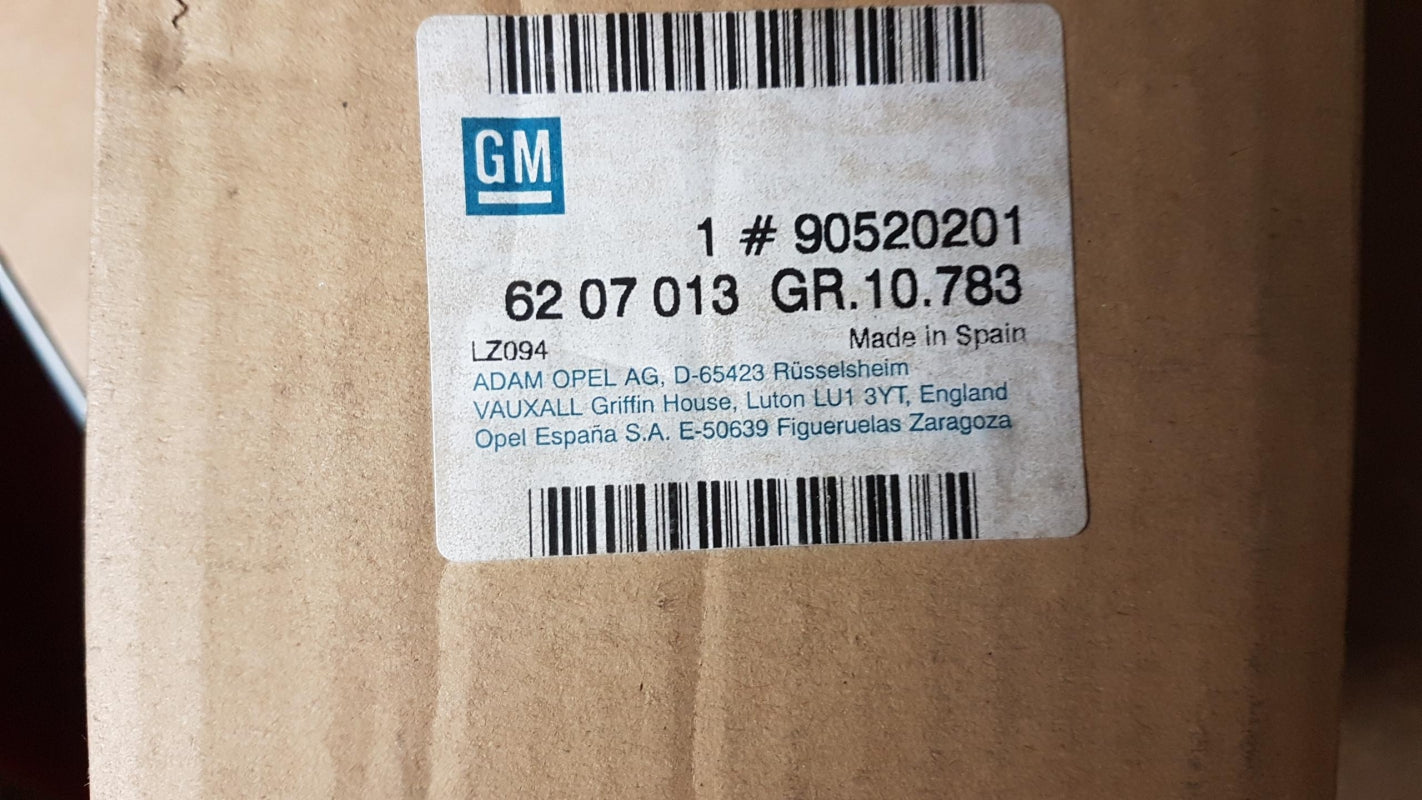 GM
1 # 90520201
62 07 013 GR.10.783
LZ094 Made in Spain
ADAM OPEL AG, D-65423 Rüsselsheim
VAUXALL Griffin House, Luton LU1 3YT, England
Opel España S.A. E-50639 Figueruelas Zaragoza